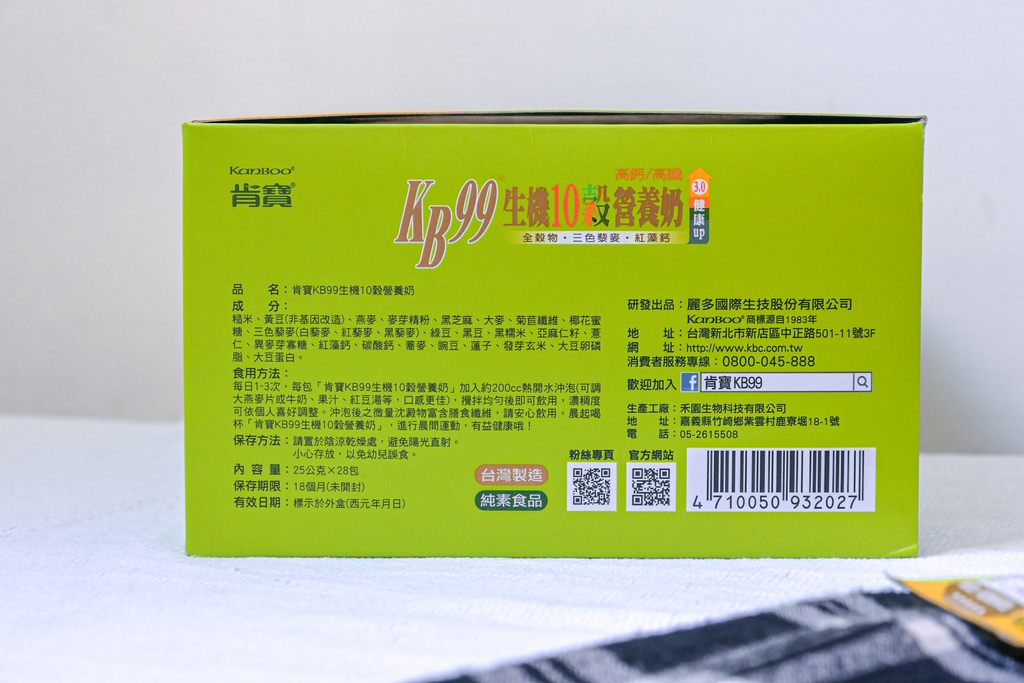 KanBoo®
肯寶®
KB99®
高鈣/高纖
生機10穀營養奶
3.0
健康up
全穀物・三色藜麥・紅藻鈣
品　　名：肯寶KB99生機10穀營養奶
成　　分：
糙米、黃豆(非基因改造)、燕麥、麥芽精粉、黑芝麻、大麥、菊苣纖維、椰花蜜
糖、三色藜麥(白藜麥、紅藜麥、黑藜麥)、綠豆、黑豆、黑糯米、亞麻仁籽、薏
仁、異麥芽寡糖、紅藻鈣、碳酸鈣、蕎麥、豌豆、蓮子、發芽玄米、大豆卵磷
脂、大豆蛋白。
食用方法：
每日1-3次，每包「肯寶KB99生機10穀營養奶」加入約200cc熱開水沖泡(可調
大燕麥片或牛奶、果汁、紅豆湯等，口感更佳)，攪拌均勻後即可飲用，濃稠度
可依個人喜好調整。沖泡後之微量沈澱物富含膳食纖維，請安心飲用。晨起喝
杯「肯寶KB99生機10穀營養奶」，進行晨間運動，有益健康哦！
保存方法：請置於陰涼乾燥處，避免陽光直射。
小心存放，以免幼兒誤食。
內 容 量：25公克×28包
保存期限：18個月(未開封)
有效日期：標示於外盒(西元年月日)
台灣製造
純素食品
研發出品：麗多國際生技股份有限公司
KanBoo®商標源自1983年
地　　址：台灣新北市新店區中正路501-11號3F
網　　址：http://www.kbc.com.tw
消費者服務專線：0800-045-888
歡迎加入 f 肯寶KB99
生產工廠：禾園生物科技有限公司
地　　址：嘉義縣竹崎鄉紫雲村鹿寮堀18-1號
電　　話：05-2615508
粉絲專頁 官方網站
4 710050 932027